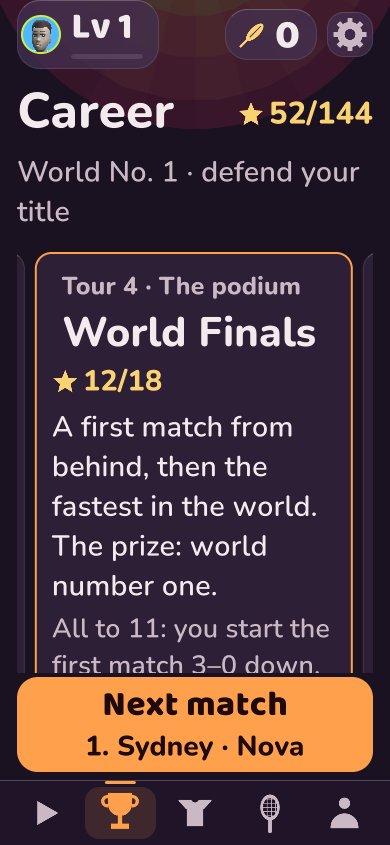 Lv 1
0
Career
52/144
World No. 1 · defend your
title
Tour 4 · The podium
World Finals
12/18
A first match from
behind, then the
fastest in the world.
The prize: world
number one.
All to 11: you start the
first match 3–0 down.
Next match
1. Sydney · Nova